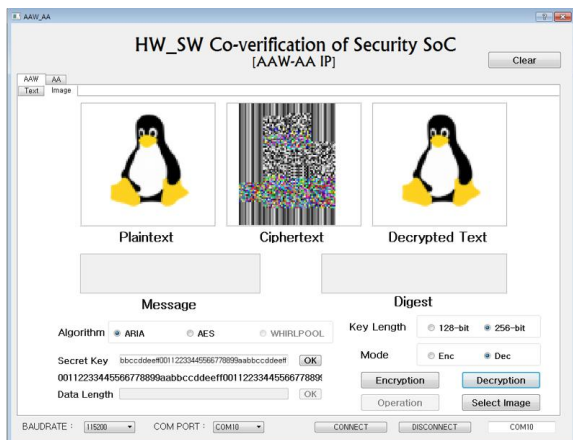 AAW_AA
HW_SW Co-verification of Security SoC
[AAW-AA IP]
Clear
AAW AA
Text Image
Plaintext Ciphertext Decrypted Text
Message Digest
Algorithm ARIA AES WHIRLPOOL
Key Length 128-bit 256-bit
Secret Key bbccddeeff00112233445566778899aabbccddeeff OK
Mode Enc Dec
00112233445566778899aabbccddeeff00112233445566778899
Encryption Decryption
Data Length OK
Operation Select Image
BAUDRATE : 115200 COM PORT : COM10 CONNECT DISCONNECT COM10